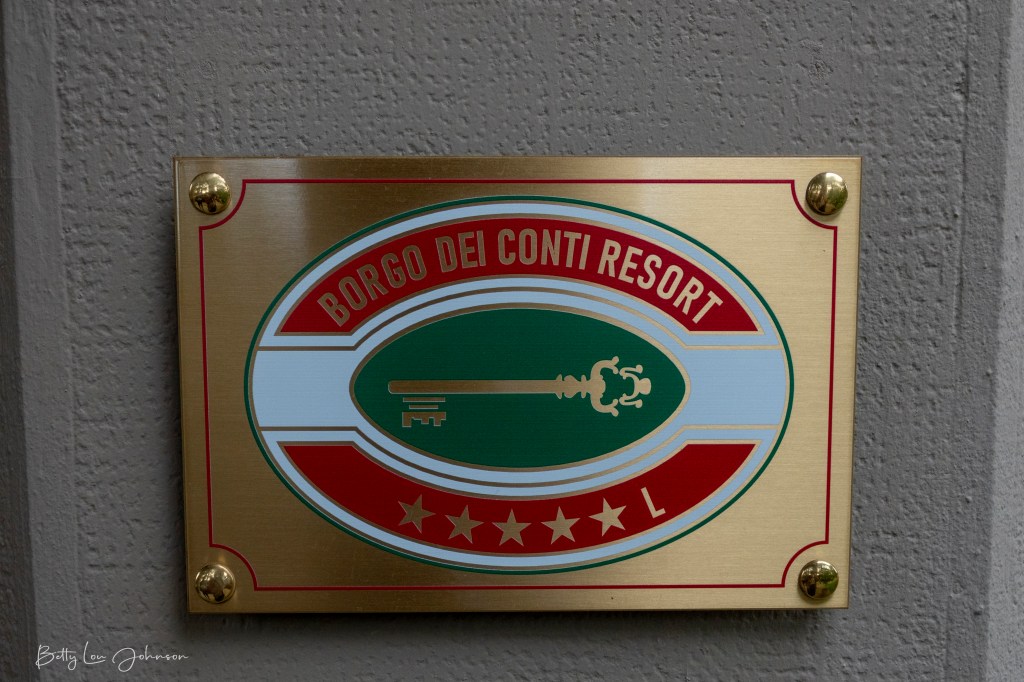 BORGO DEI CONTI RESORT
L
Betty Lou Johnson